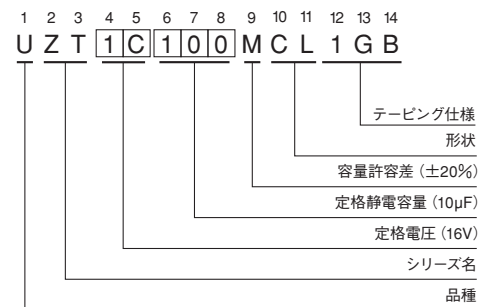 1 2 3 4 5 6 7 8 9 10 11 12 13 14
U Z T 1 C 1 0 0 M C L 1 G B
テーピング仕様
形状
容量許容差（±20%）
定格静電容量（10µF）
定格電圧（16V）
シリーズ名
品種